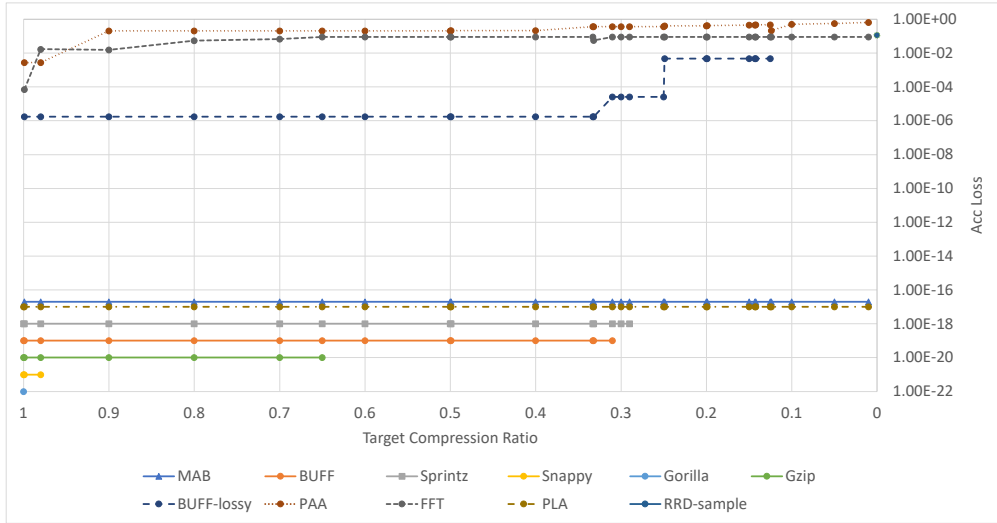 1.00E+00
1.00E-02
1.00E-04
1.00E-06
1.00E-08
1.00E-10
1.00E-12
1.00E-14
1.00E-16
1.00E-18
1.00E-20
1.00E-22
Acc Loss
1 0.9 0.8 0.7 0.6 0.5 0.4 0.3 0.2 0.1 0
Target Compression Ratio
MAB BUFF Sprintz Snappy Gorilla Gzip
BUFF-lossy PAA FFT PLA RRD-sample